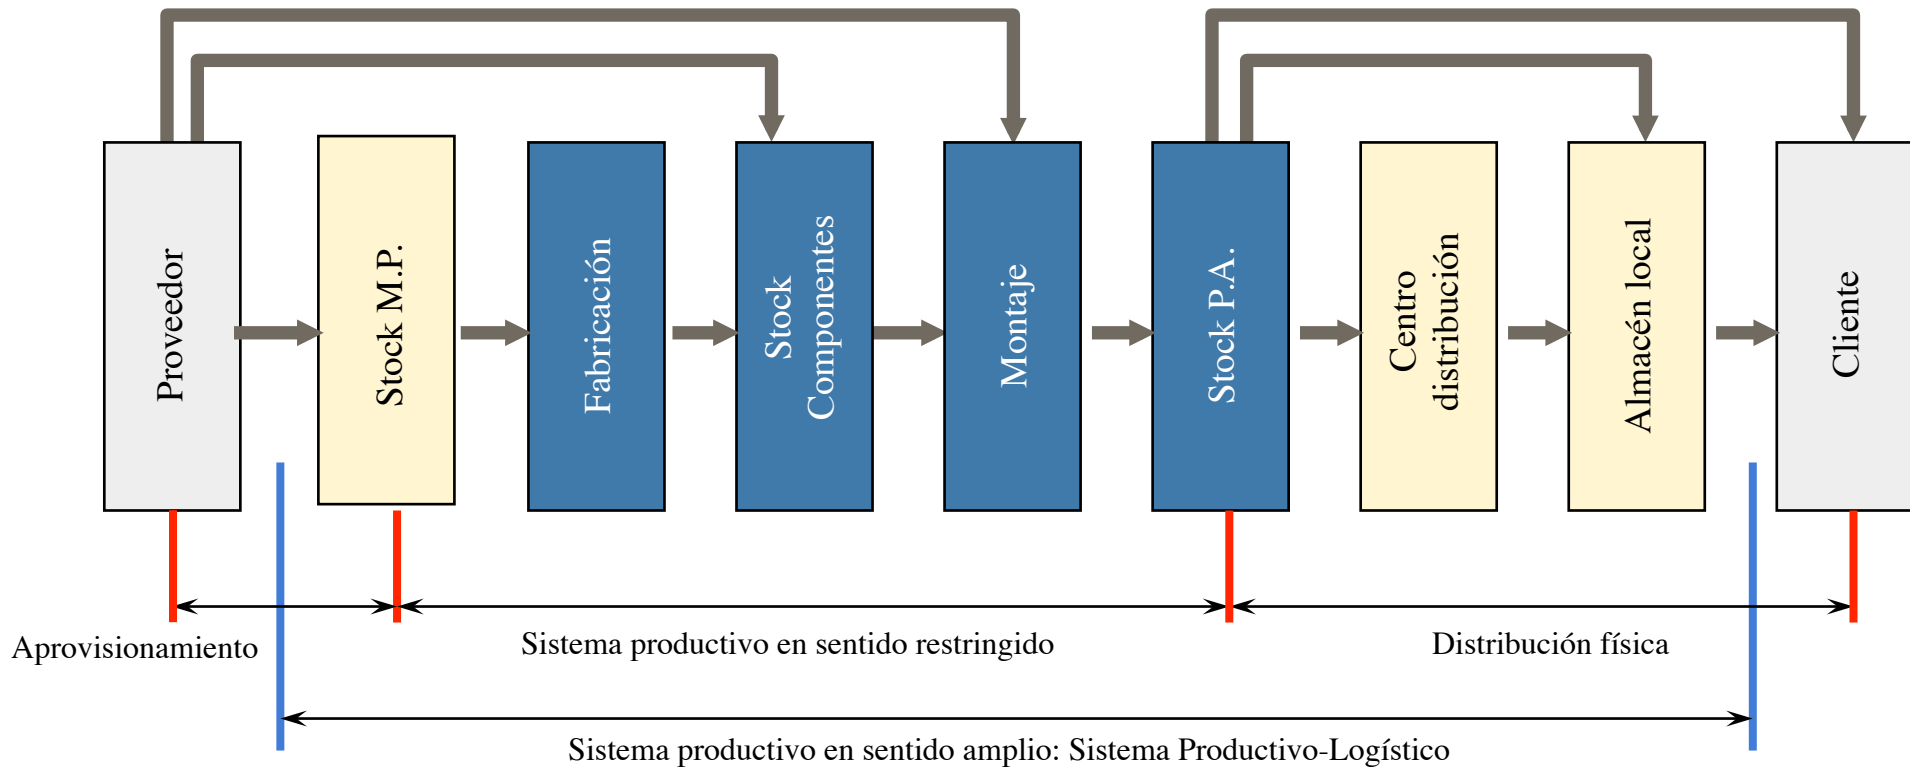 Proveedor
Stock M.P.
Fabricación
Stock
Componentes
Montaje
Stock P.A.
Centro
distribución
Almacén local
Cliente
Aprovisionamiento
Sistema productivo en sentido restringido
Distribución física
Sistema productivo en sentido amplio: Sistema Productivo-Logístico